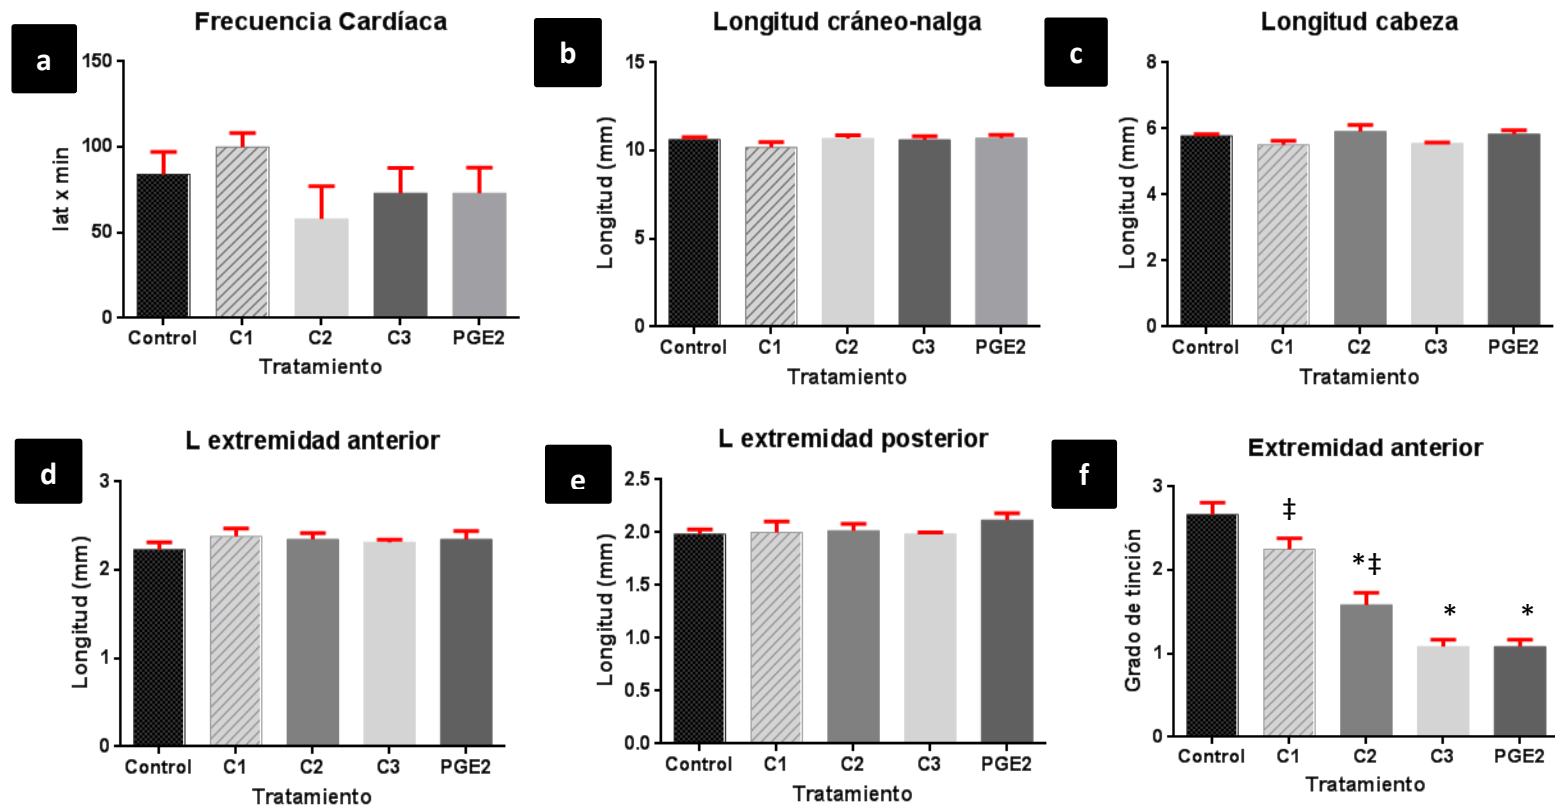 a
Frecuencia Cardíaca
lat x min
150
100
50
0
Control C1 C2 C3 PGE2
Tratamiento
b
Longitud cráneo-nalga
Longitud (mm)
15
10
5
0
Control C1 C2 C3 PGE2
Tratamiento
c
Longitud cabeza
Longitud (mm)
8
6
4
2
0
Control C1 C2 C3 PGE2
Tratamiento
d
L extremidad anterior
Longitud (mm)
3
2
1
0
Control C1 C2 C3 PGE2
Tratamiento
e
L extremidad posterior
Longitud (mm)
2.5
2.0
1.5
1.0
0.5
0.0
Control C1 C2 C3 PGE2
Tratamiento
f
Extremidad anterior
Grado de tinción
3
2
1
0
‡
*‡
* *
Control C1 C2 C3 PGE2
Tratamiento